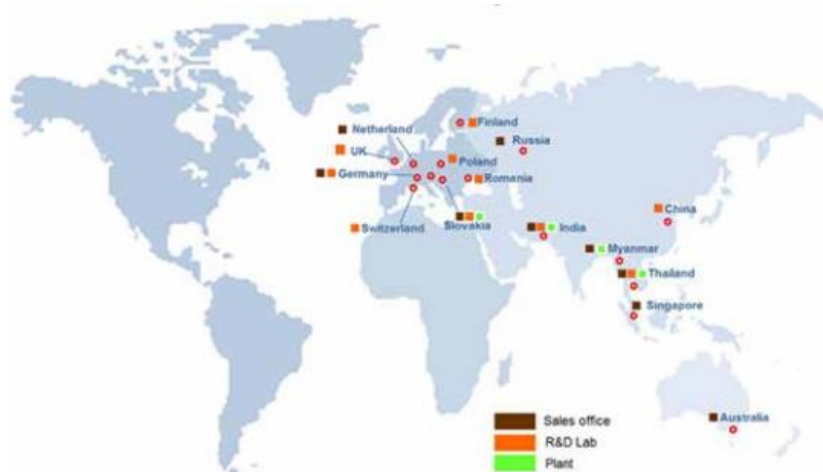 Finland
Netherland
Russia
UK
Poland
Germany
Romania
China
Switzerland
Slovakia
India
Myanmar
Thailand
Singapore
Australia
Sales office
R&D Lab
Plant